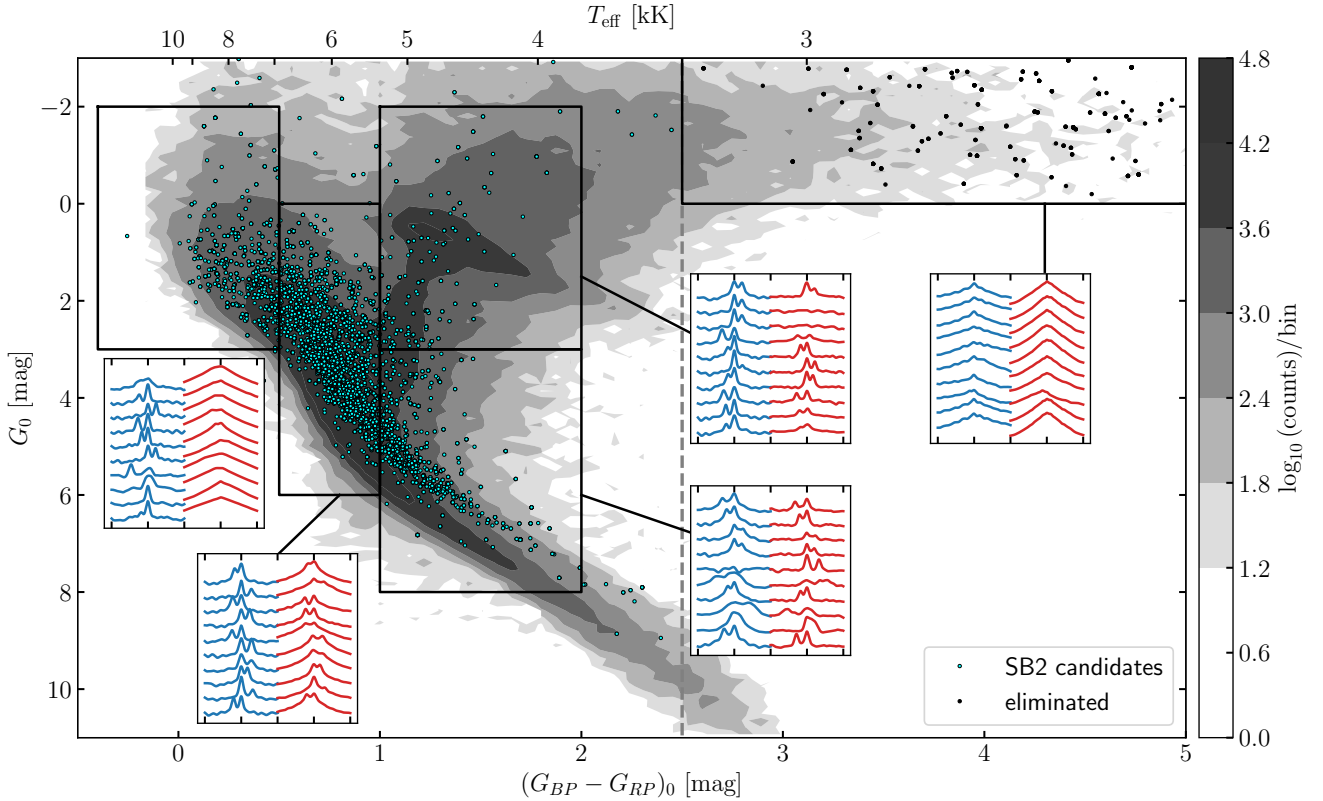 T_eff [kK]
10 8 6 5 4 3
−2
0
2
4
6
8
10
G_0 [mag]
0 1 2 3 4 5
(G_BP − G_RP)_0 [mag]
SB2 candidates
eliminated
4.8
4.2
3.6
3.0
2.4
1.8
1.2
0.6
0.0
log_10(counts)/bin